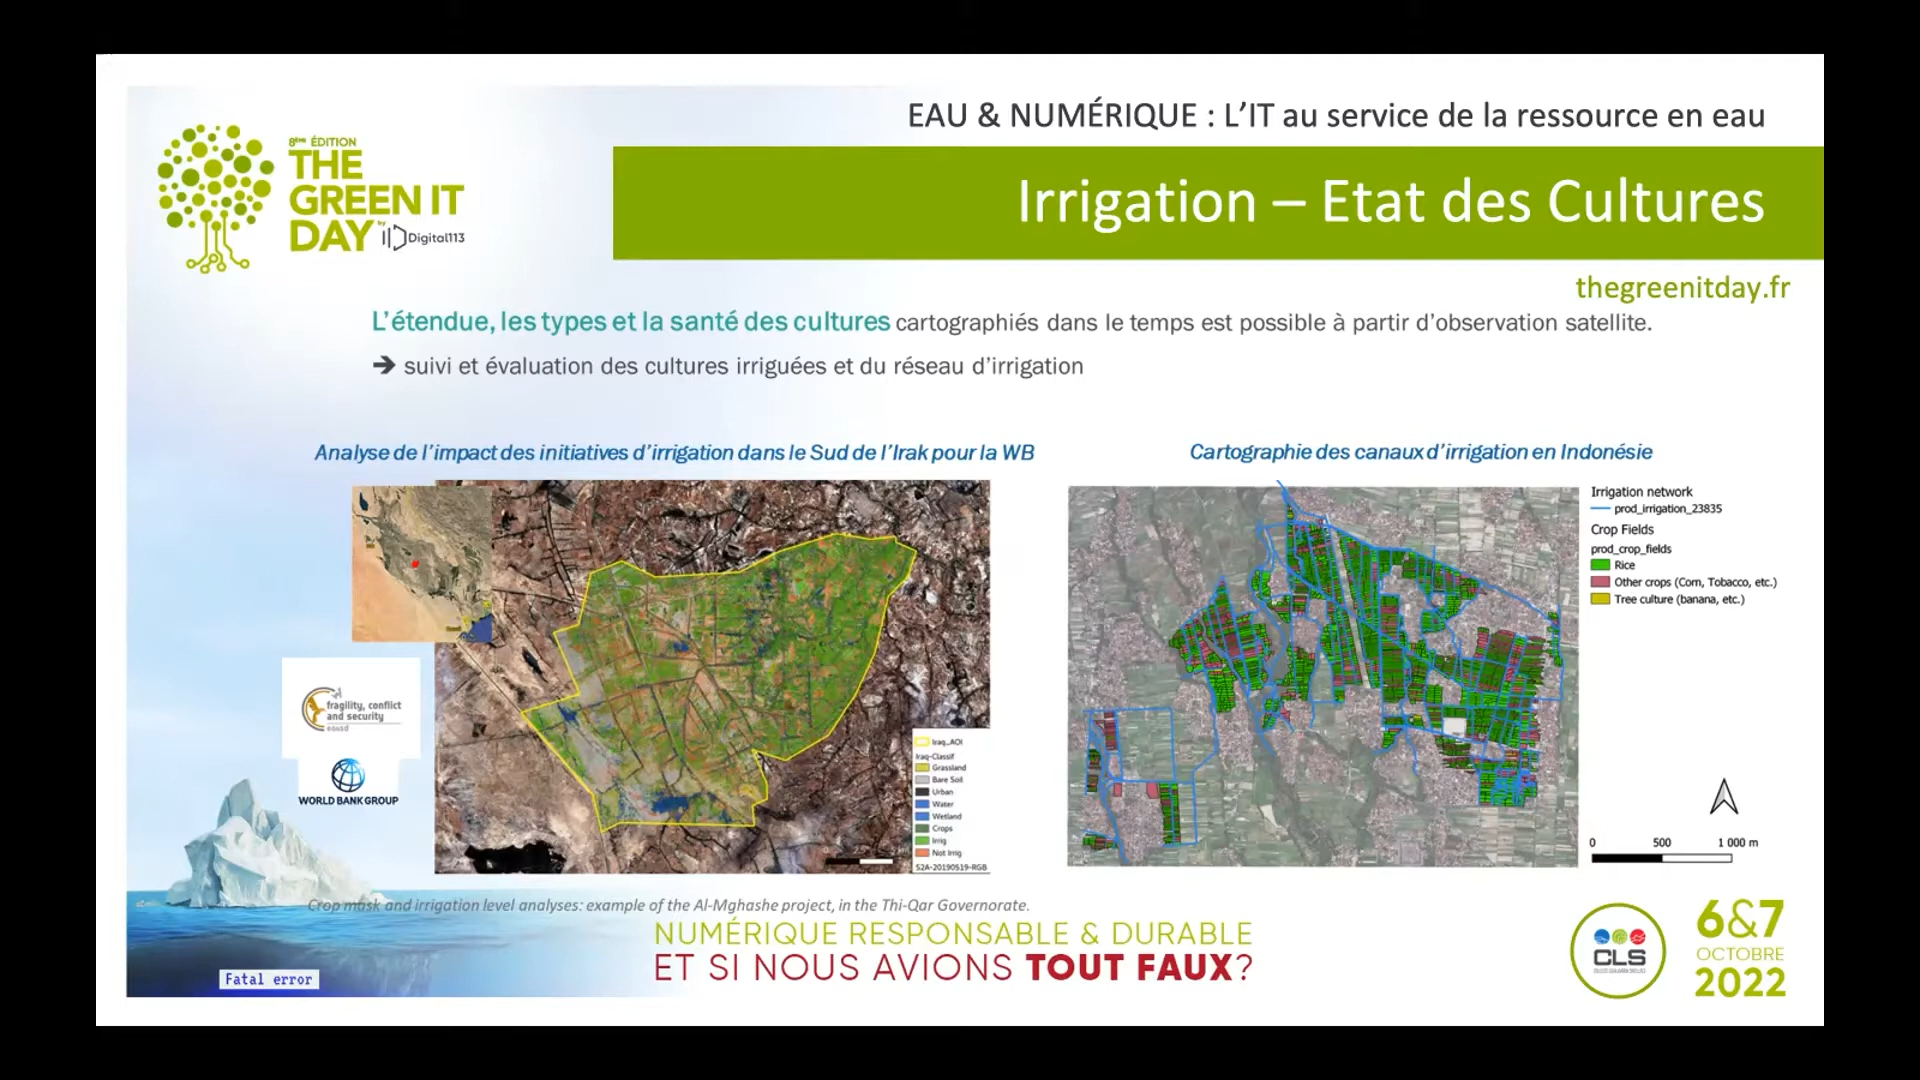 EAU & NUMÉRIQUE : L'IT au service de la ressource en eau
8ème ÉDITION
THE
GREEN IT
DAY
by
Digital113
Irrigation – Etat des Cultures
thegreenitday.fr
L'étendue, les types et la santé des cultures cartographiés dans le temps est possible à partir d'observation satellite.
➔ suivi et évaluation des cultures irriguées et du réseau d'irrigation
Analyse de l'impact des initiatives d'irrigation dans le Sud de l'Irak pour la WB
fragility, conflict
and security
WORLD BANK GROUP
Iraq_AOI
Iraq-Classif
Grassland
Bare Soil
Urban
Water
Wetland
Crops
Irrig
Not Irrig
S2A-20190519-RGB
Crop mask and irrigation level analyses: example of the Al-Mghashe project, in the Thi-Qar Governorate.
Cartographie des canaux d'irrigation en Indonésie
Irrigation network
prod_irrigation_23835
Crop Fields
prod_crop_fields
Rice
Other crops (Corn, Tobacco, etc.)
Tree culture (banana, etc.)
0 500 1 000 m
Fatal error
NUMÉRIQUE RESPONSABLE & DURABLE
ET SI NOUS AVIONS TOUT FAUX?
CLS
6&7
OCTOBRE
2022